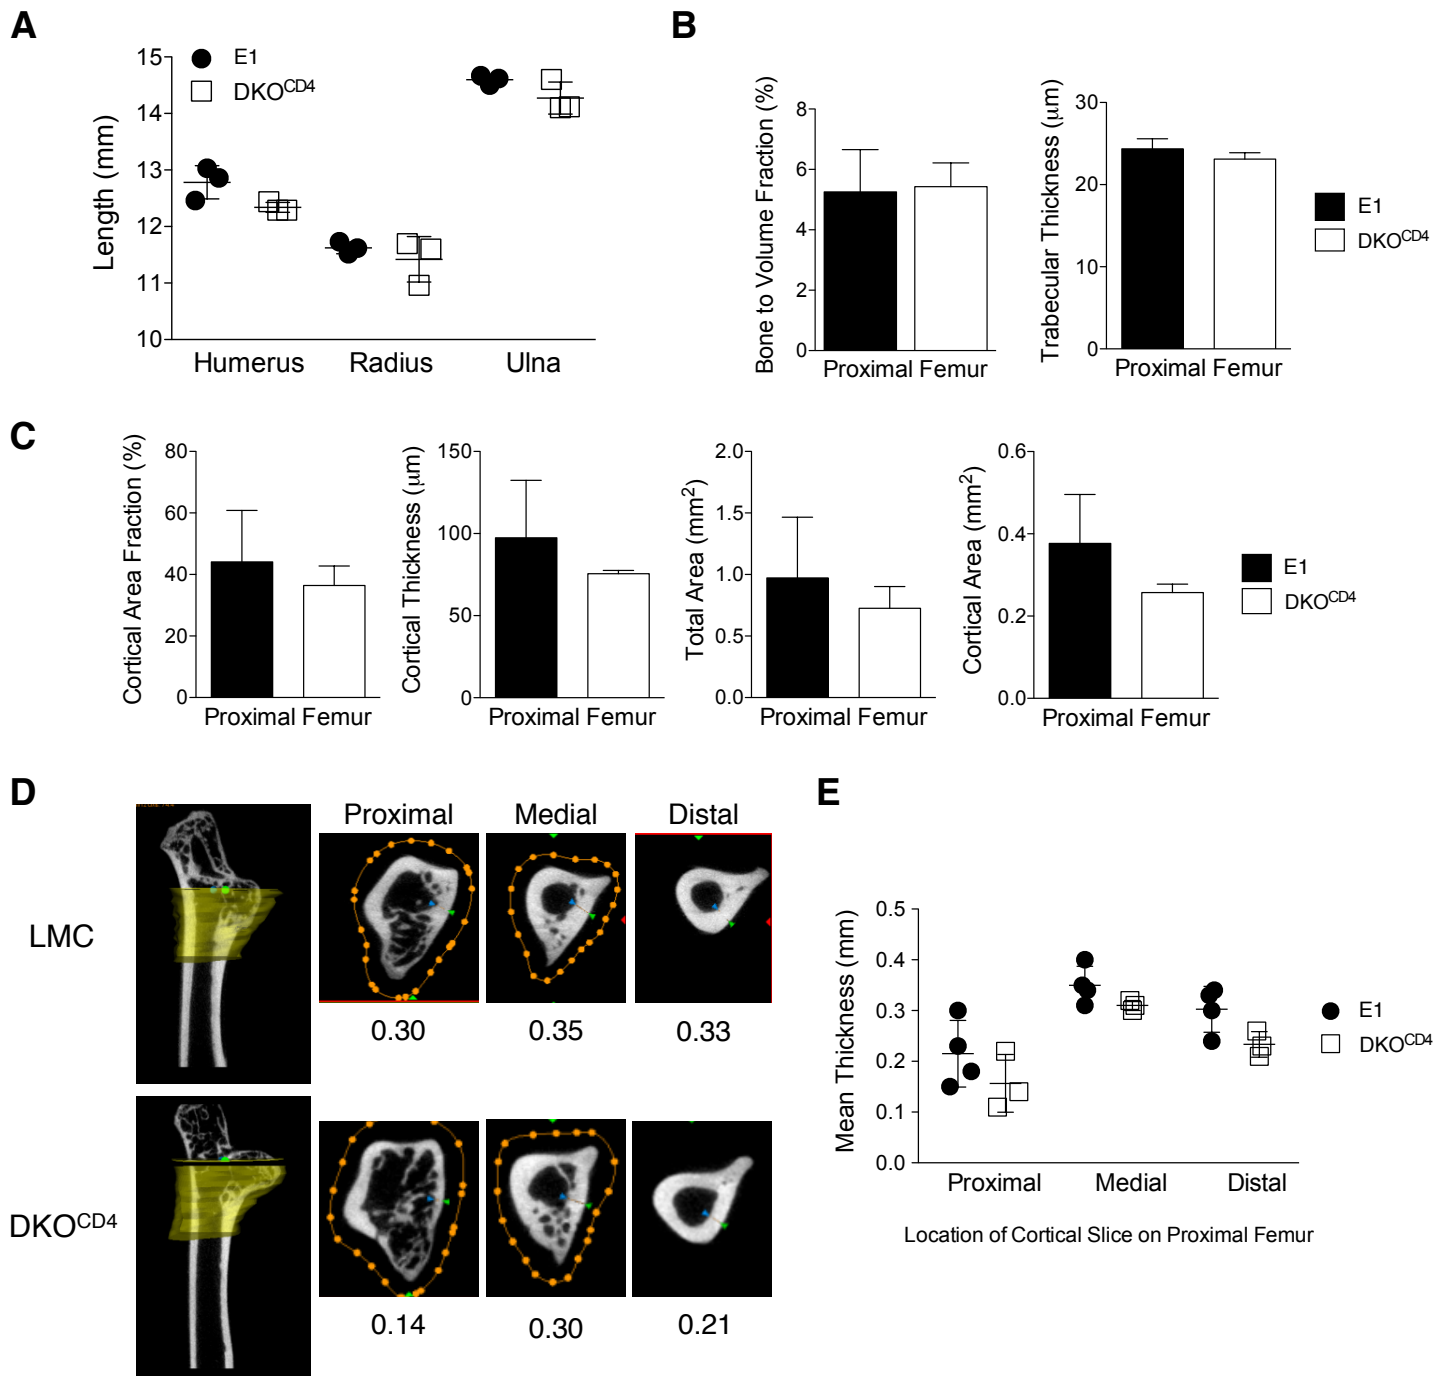 A
E1
DKO^CD4
Length (mm)
15
14
13
12
11
10
Humerus Radius Ulna
B
Bone to Volume Fraction (%)
8
6
4
2
0
Proximal Femur
Trabecular Thickness (μm)
30
20
10
0
Proximal Femur
E1
DKO^CD4
C
Cortical Area Fraction (%)
80
60
40
20
0
Proximal Femur
Cortical Thickness (μm)
150
100
50
0
Proximal Femur
Total Area (mm²)
2.0
1.5
1.0
0.5
0.0
Proximal Femur
Cortical Area (mm²)
0.6
0.4
0.2
0.0
Proximal Femur
E1
DKO^CD4
D
Proximal Medial Distal
LMC
0.30 0.35 0.33
DKO^CD4
0.14 0.30 0.21
E
Mean Thickness (mm)
0.5
0.4
0.3
0.2
0.1
0.0
Proximal Medial Distal
Location of Cortical Slice on Proximal Femur
E1
DKO^CD4